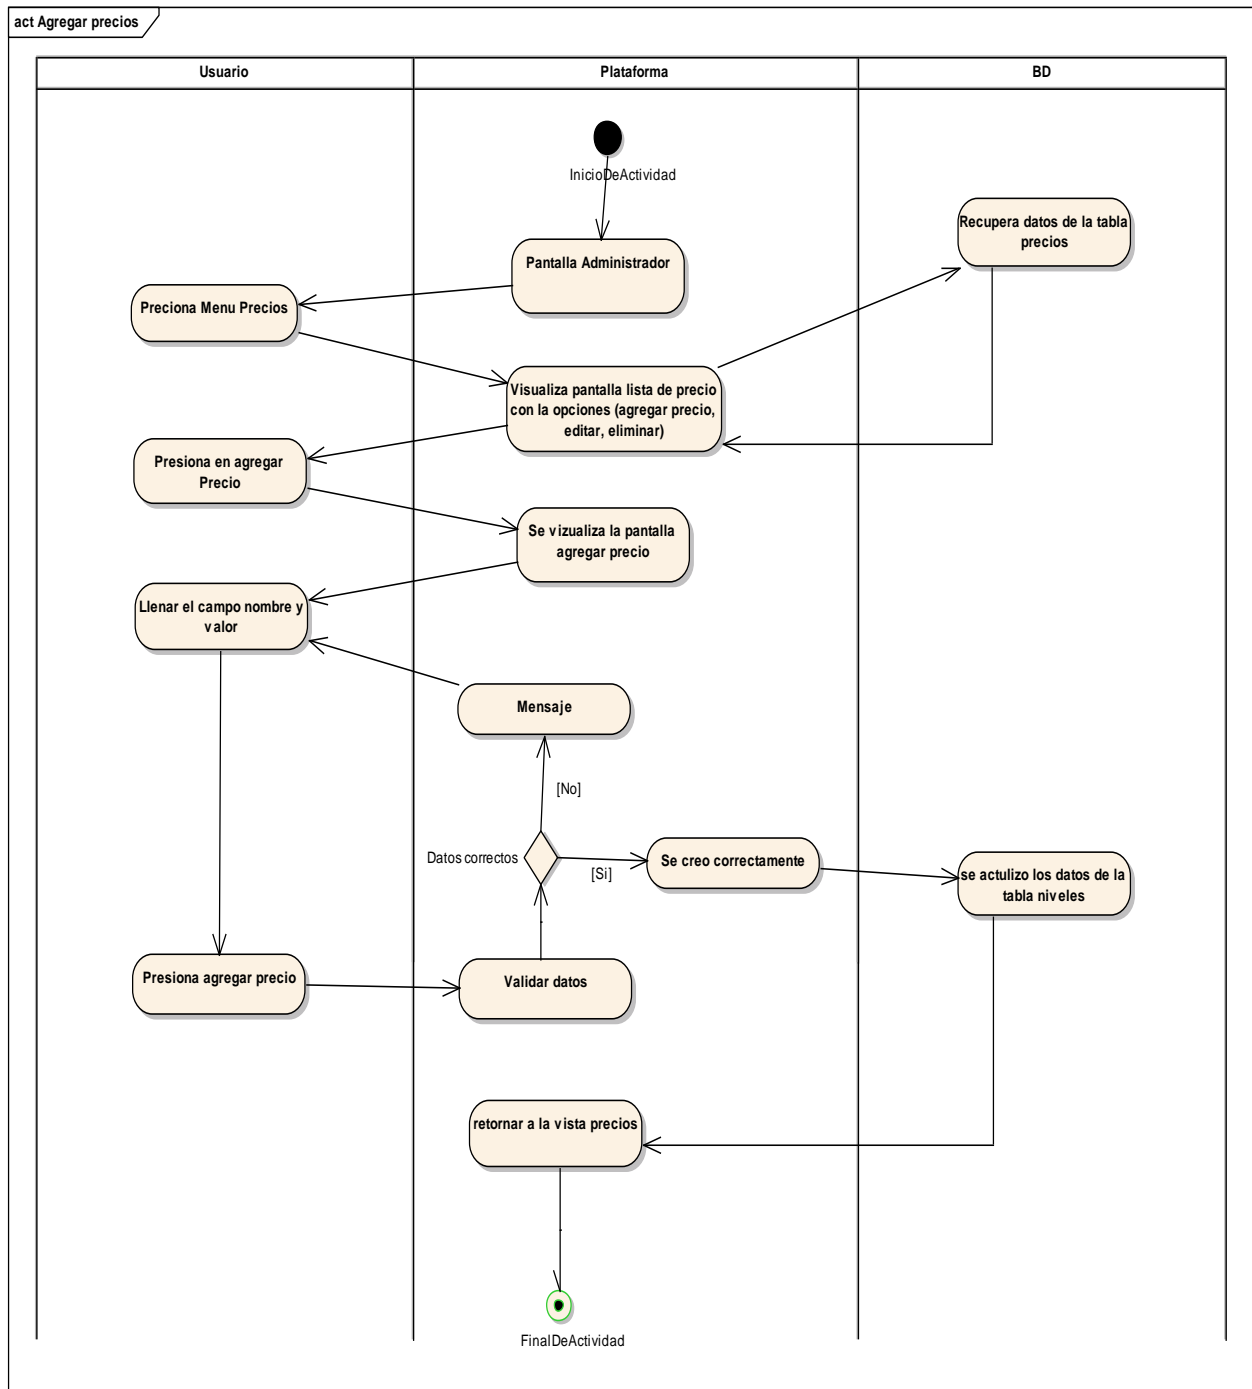 act Agregar precios
Usuario
Plataforma
BD
InicioDeActividad
Recupera datos de la tabla
precios
Pantalla Administrador
Preciona Menu Precios
Visualiza pantalla lista de precio
con la opciones (agregar precio,
editar, eliminar)
Presiona en agregar
Precio
Se vizualiza la pantalla
agregar precio
Llenar el campo nombre y
valor
Mensaje
[No]
Datos correctos
[Si]
Se creo correctamente
se actulizo los datos de la
tabla niveles
Presiona agregar precio
Validar datos
retornar a la vista precios
FinalDeActividad